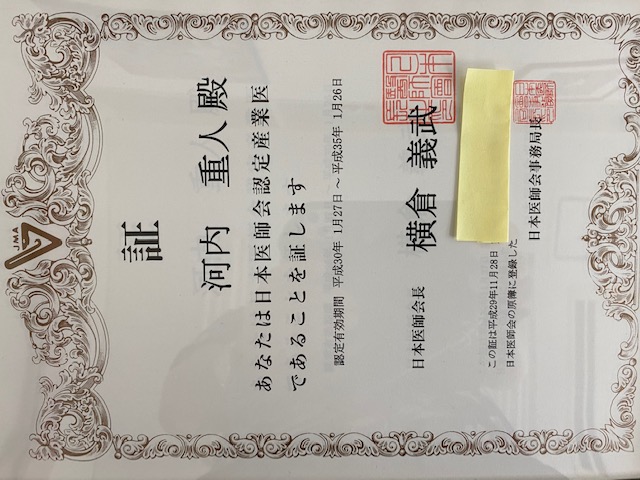 JMA
証
河内 重人 殿
あなたは日本医師会認定産業医
であることを証します
認定有効期間 平成30年 1月27日 ～ 平成35年 1月26日
日本医師会長 横倉 義武
この証は平成29年11月28日
日本医師会の原簿に登録した
日本医師会事務局長